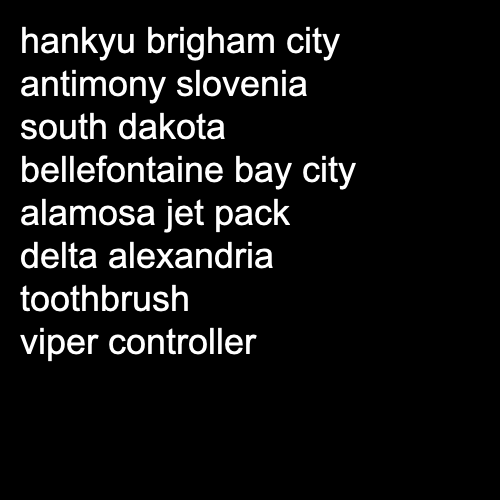 hankyu brigham city
antimony slovenia
south dakota
bellefontaine bay city
alamosa jet pack
delta alexandria
toothbrush
viper controller